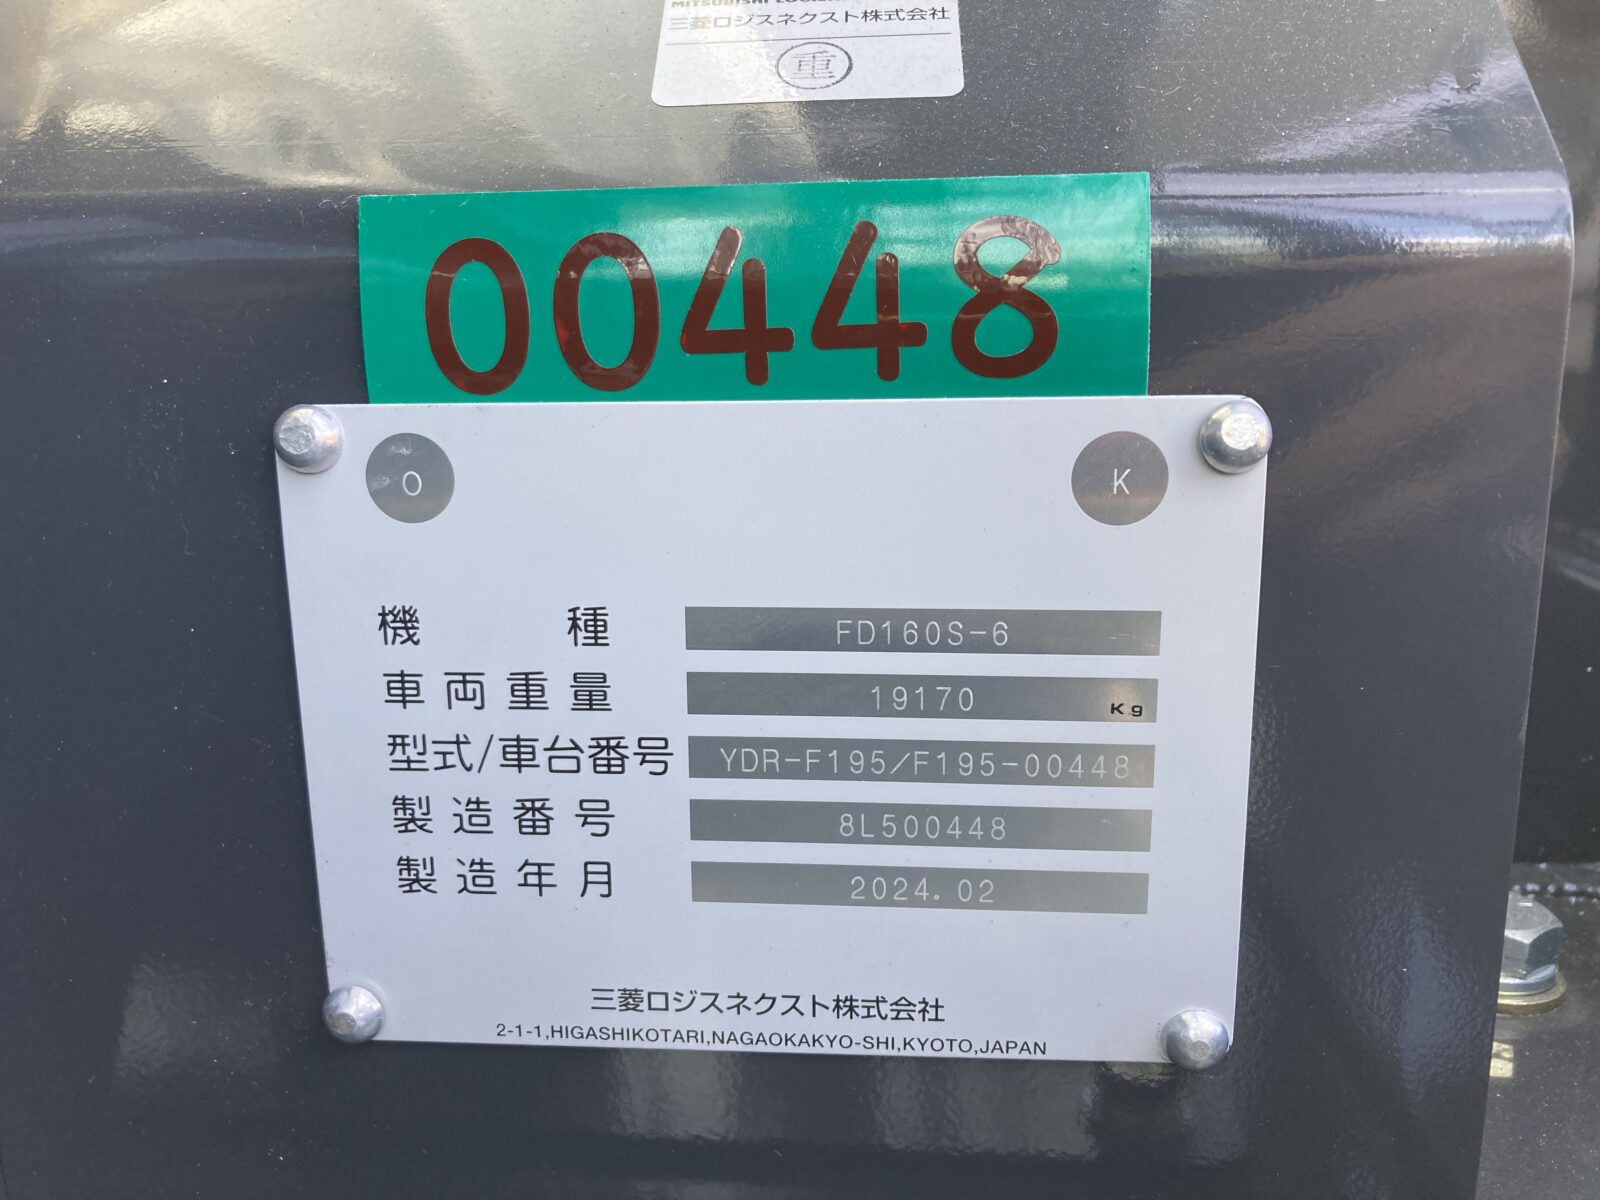 三菱ロジスネクスト株式会社
重
00448
O K
機種 FD160S-6
車両重量 19170 Kg
型式/車台番号 YDR-F195/F195-00448
製造番号 8L500448
製造年月 2024.02
三菱ロジスネクスト株式会社
2-1-1,HIGASHIKOTARI,NAGAOKAKYO-SHI,KYOTO,JAPAN